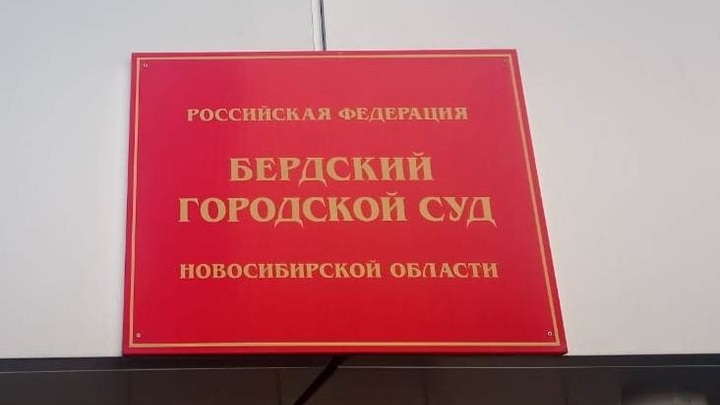 РОССИЙСКАЯ ФЕДЕРАЦИЯ
БЕРДСКИЙ
ГОРОДСКОЙ СУД
НОВОСИБИРСКОЙ ОБЛАСТИ